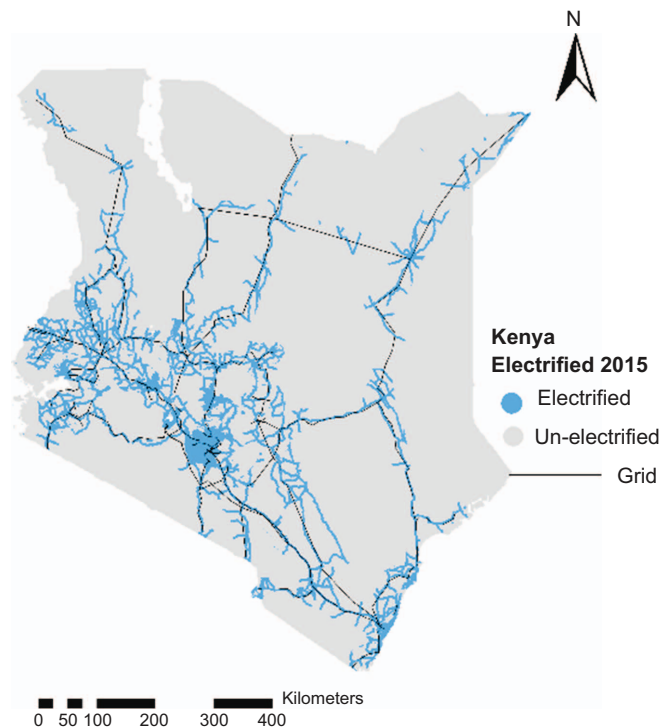 N
Kenya
Electrified 2015
Electrified
Un-electrified
Grid
Kilometers
0 50 100 200 300 400